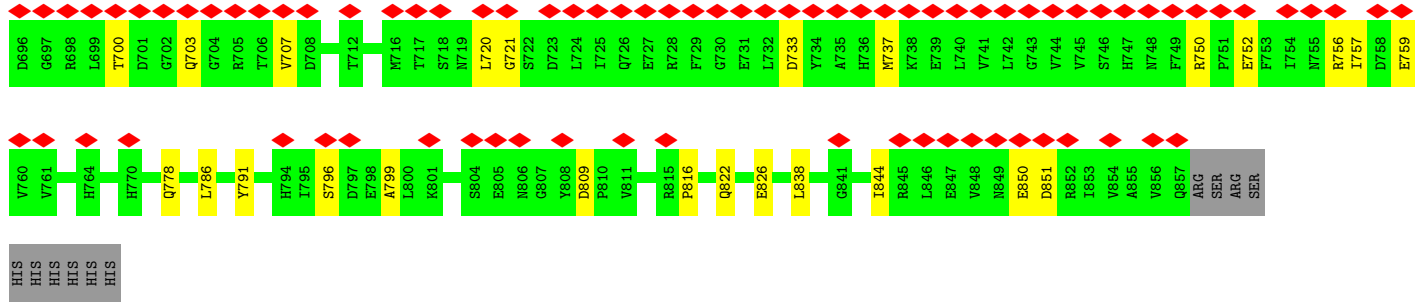 D696 G697 R698 L699 T700 D701 G702 Q703 G704 R705 T706 V707 D708 T712 M716 T717 S718 N719 L720 G721 S722 D723 L724 I725 Q726 E727 R728 F729 G730 E731 L732 D733 Y734 A735 H736 M737 K738 E739 L740 V741 L742 G743 V744 V745 S746 H747 N748 F749 R750 P751 E752 F753 I754 N755 R756 I757 D758 E759
V760 V761 H764 H770 Q778 L786 Y791 H794 I795 S796 D797 E798 A799 L800 K801 S804 E805 N806 G807 Y808 D809 P810 V811 R815 P816 Q822 E826 L838 G841 I844 R845 L846 E847 V848 N849 E850 D851 R852 I853 V854 A855 V856 Q857 ARG SER ARG SER
HIS HIS HIS HIS HIS HIS